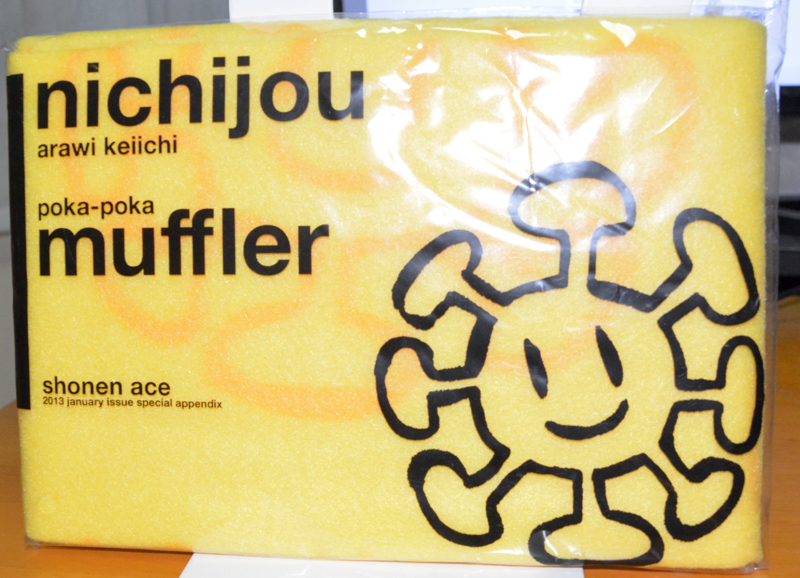 nichijou
arawi keiichi
poka-poka
muffler
shonen ace
2013 january issue special appendix